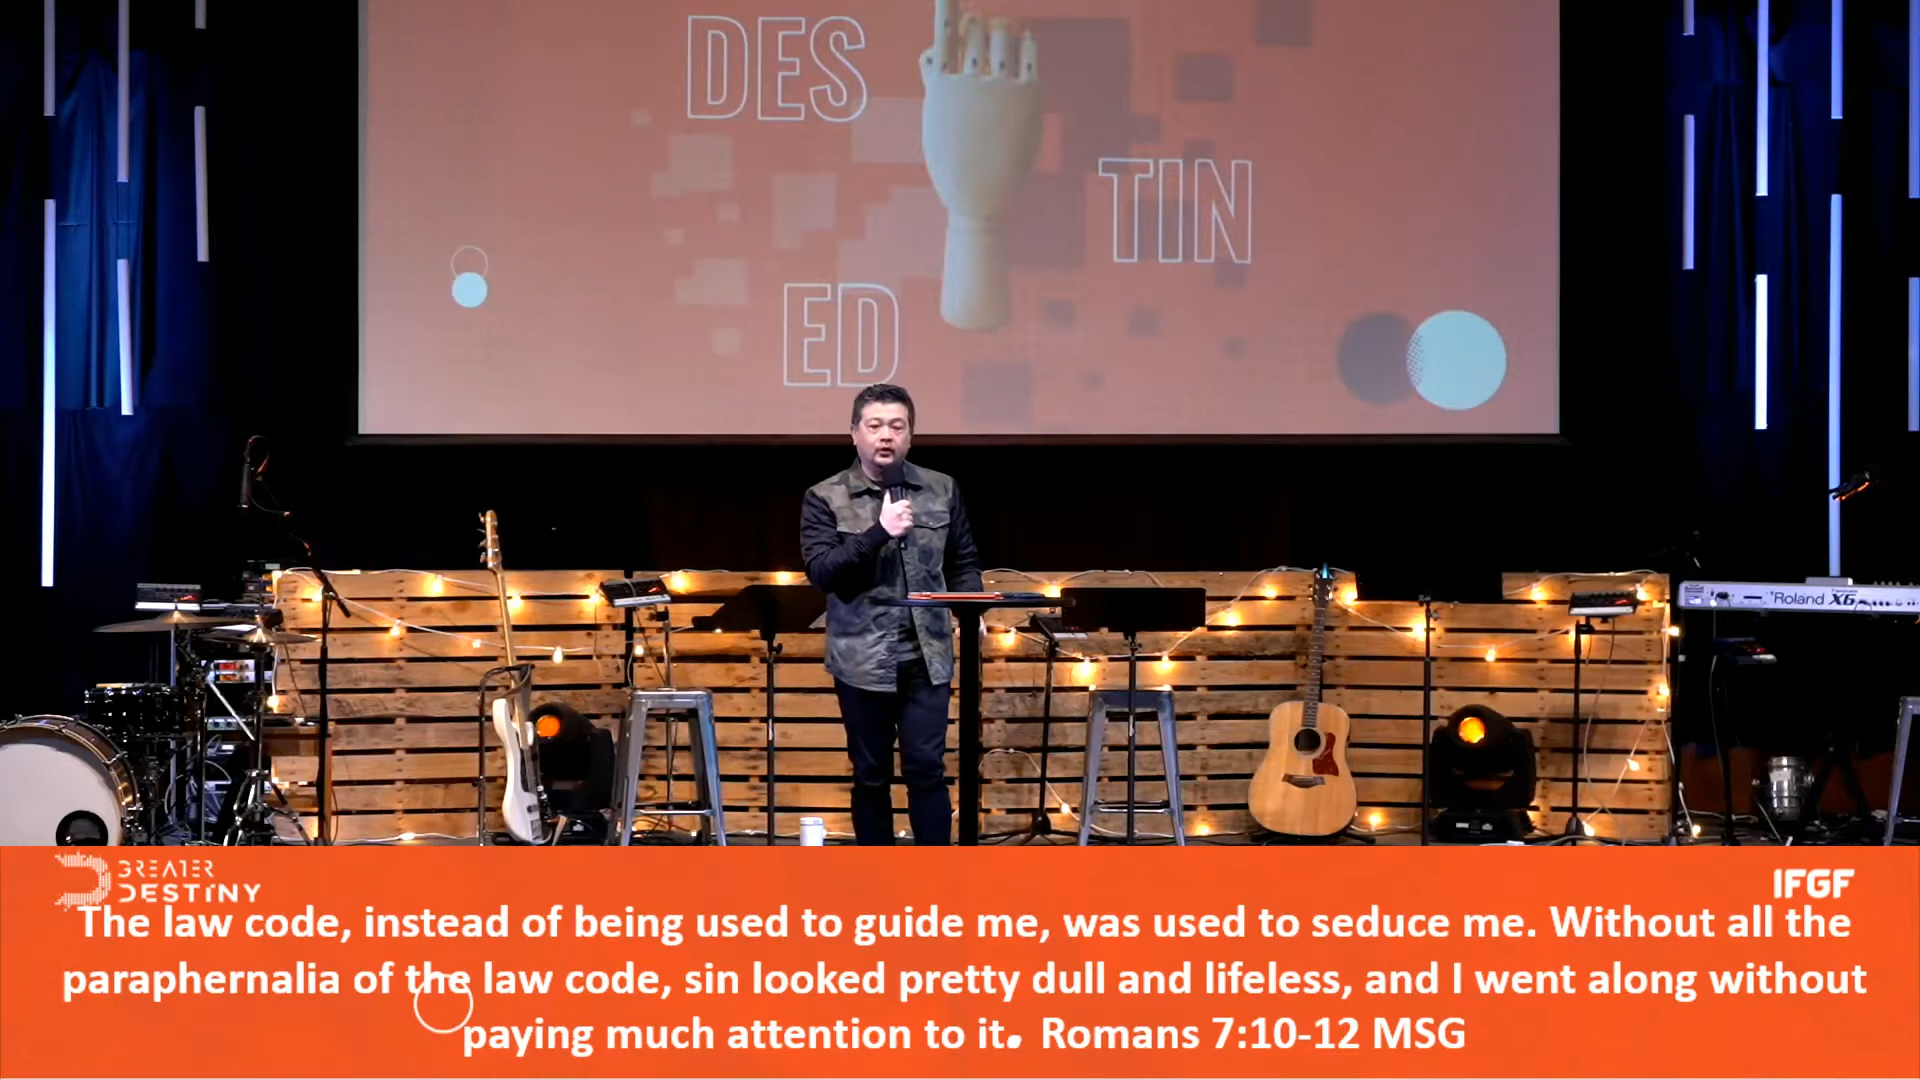 DES
TIN
ED
Roland X6
GREATER
DESTINY
IFGF
The law code, instead of being used to guide me, was used to seduce me. Without all the
paraphernalia of the law code, sin looked pretty dull and lifeless, and I went along without
paying much attention to it. Romans 7:10-12 MSG